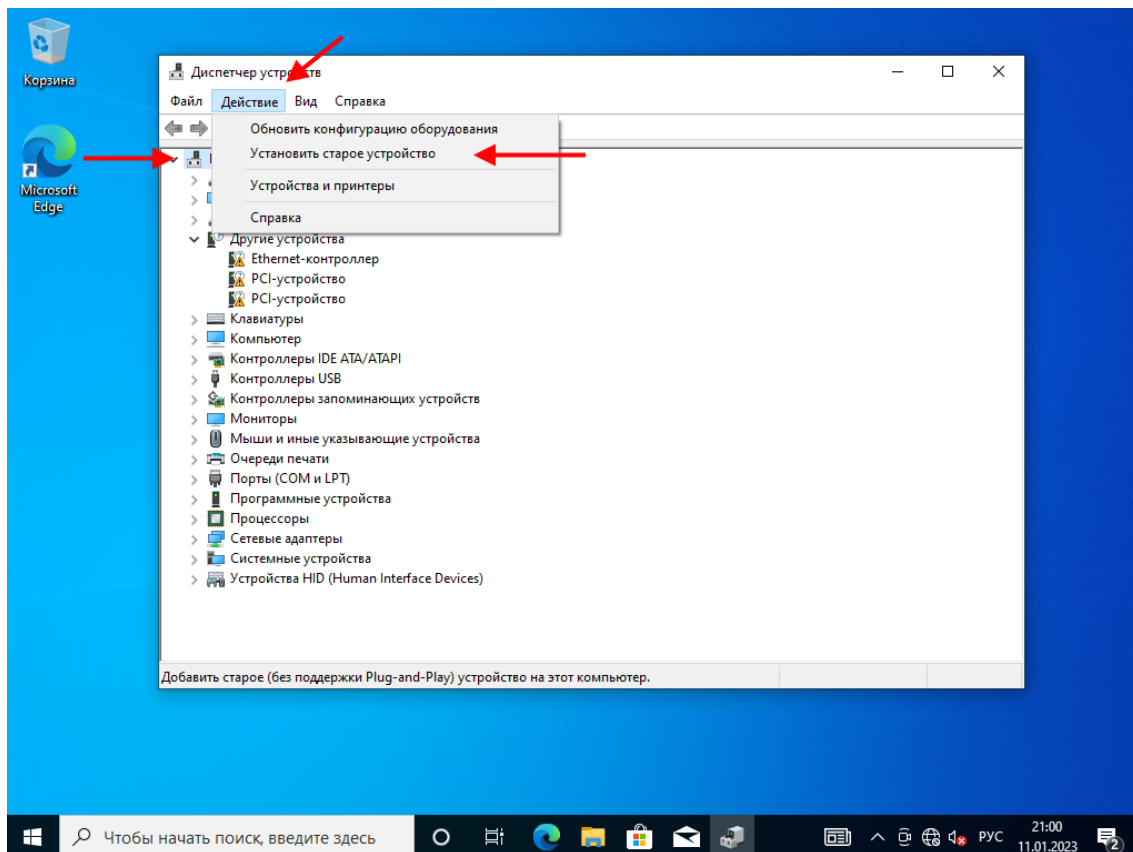 Корзина
Microsoft
Edge
Диспетчер устройств
Файл Действие Вид Справка
Обновить конфигурацию оборудования
Установить старое устройство
Устройства и принтеры
Справка
Другие устройства
Ethernet-контроллер
PCI-устройство
PCI-устройство
Клавиатуры
Компьютер
Контроллеры IDE ATA/ATAPI
Контроллеры USB
Контроллеры запоминающих устройств
Мониторы
Мыши и иные указывающие устройства
Очереди печати
Порты (COM и LPT)
Программные устройства
Процессоры
Сетевые адаптеры
Системные устройства
Устройства HID (Human Interface Devices)
Добавить старое (без поддержки Plug-and-Play) устройство на этот компьютер.
Чтобы начать поиск, введите здесь
РУС
21:00
11.01.2023
2